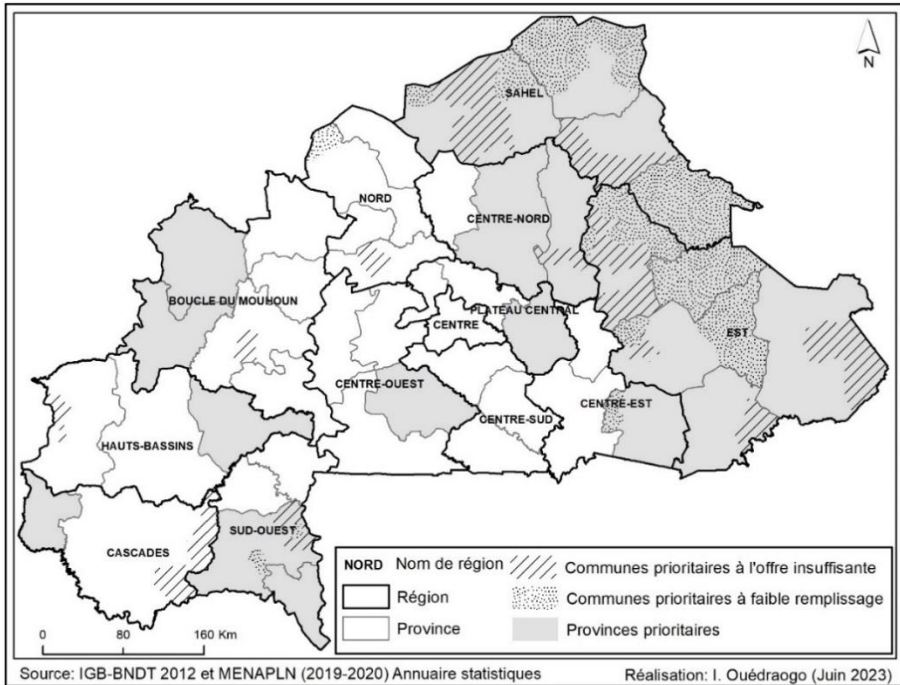 N
SAHEL
NORD
CENTRE-NORD
BOUCLE DU MOUHOUN
PLATEAU CENTRAL
CENTRE
EST
CENTRE-OUEST
CENTRE-EST
CENTRE-SUD
HAUTS-BASSINS
SUD-OUEST
CASCADES
NORD Nom de région
Région
Province
Communes prioritaires à l'offre insuffisante
Communes prioritaires à faible remplissage
Provinces prioritaires
0 80 160 Km
Source: IGB-BNDT 2012 et MENAPLN (2019-2020) Annuaire statistiques
Réalisation: I. Ouédraogo (Juin 2023)